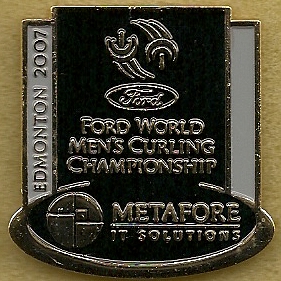 EDMONTON 2007
Ford
FORD WORLD
MEN'S CURLING
CHAMPIONSHIP
METAFORE
IT SOLUTIONS